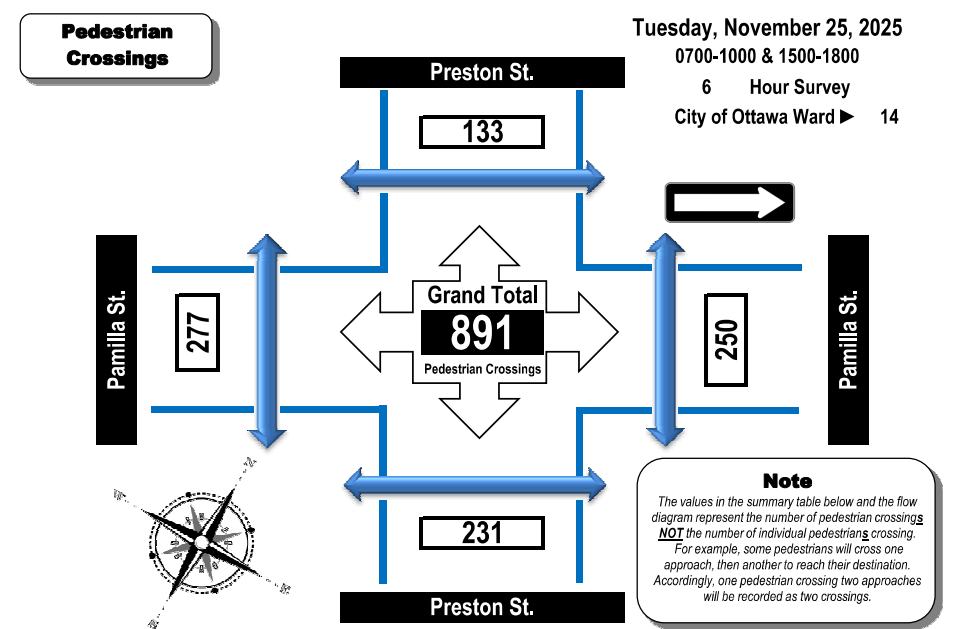 Pedestrian
Crossings
Tuesday, November 25, 2025
0700-1000 & 1500-1800
6 Hour Survey
City of Ottawa Ward ► 14
Preston St.
133
Pamilla St.
277
Grand Total
891
Pedestrian Crossings
250
Pamilla St.
231
Preston St.
Note
The values in the summary table below and the flow
diagram represent the number of pedestrian crossings
NOT the number of individual pedestrians crossing.
For example, some pedestrians will cross one
approach, then another to reach their destination.
Accordingly, one pedestrian crossing two approaches
will be recorded as two crossings.